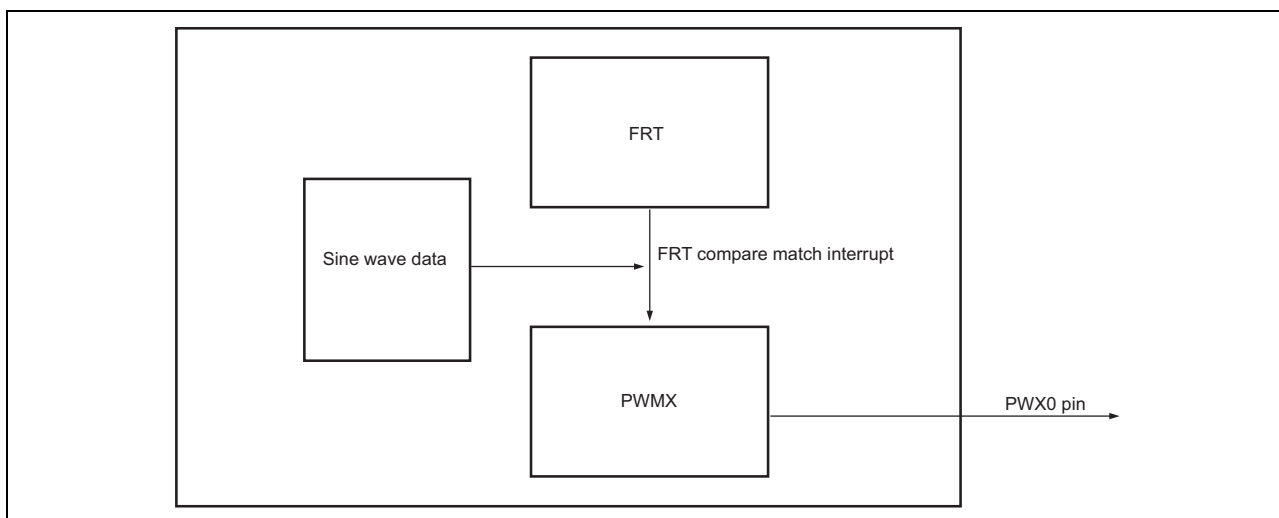 FRT
Sine wave data
FRT compare match interrupt
PWMX
PWX0 pin